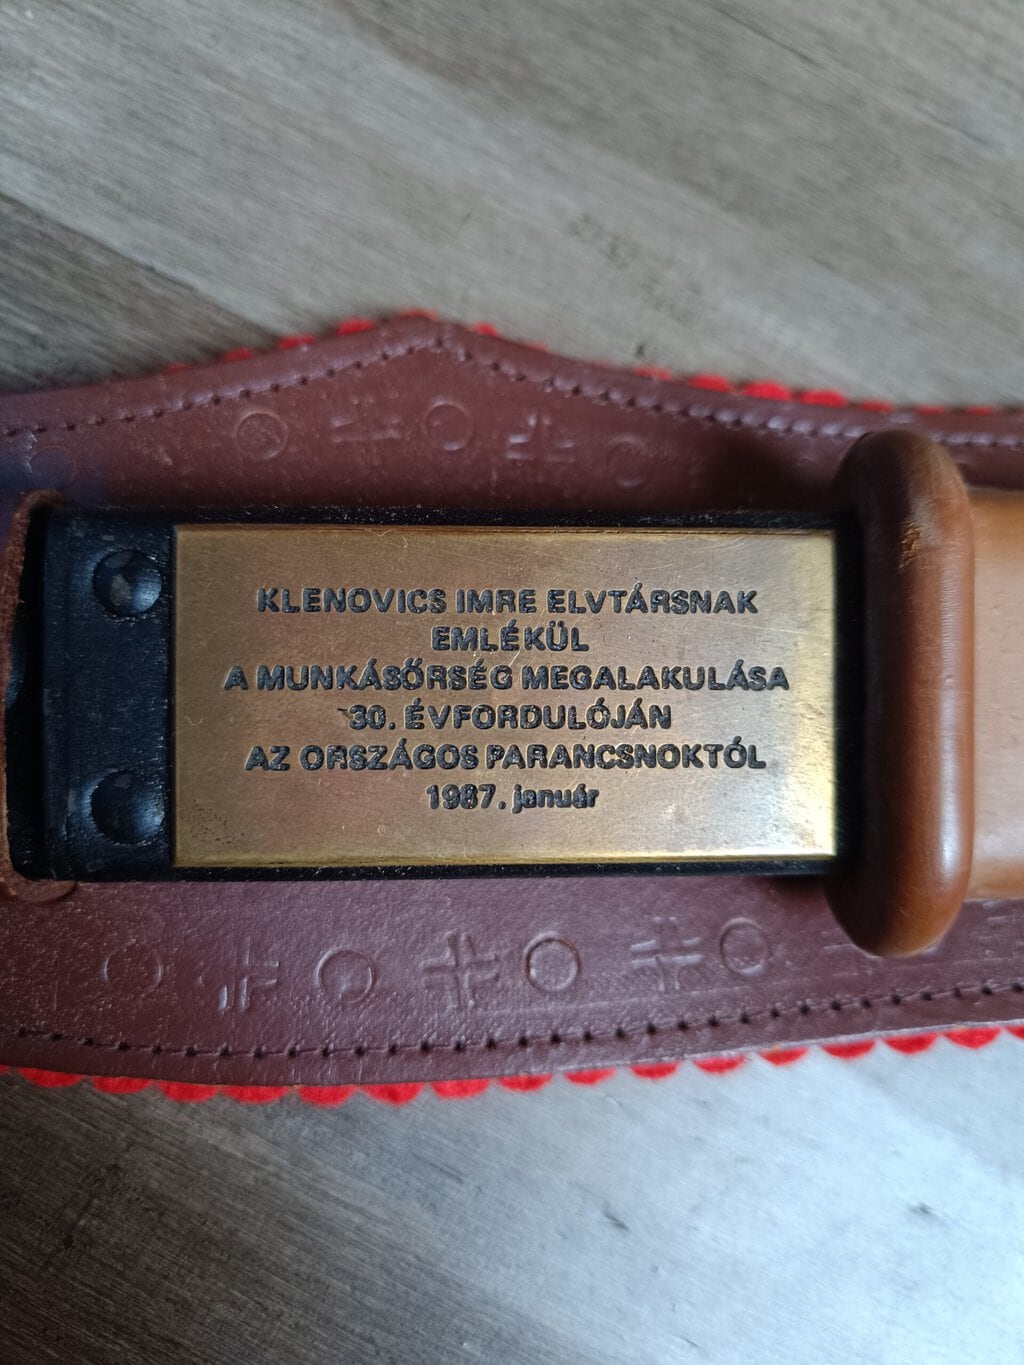 KLENOVICS IMRE ELVTÁRSNAK
EMLÉKÜL
A MUNKÁSŐRSÉG MEGALAKULÁSA
30. ÉVFORDULÓJÁN
AZ ORSZÁGOS PARANCSNOKTÓL
1987. január